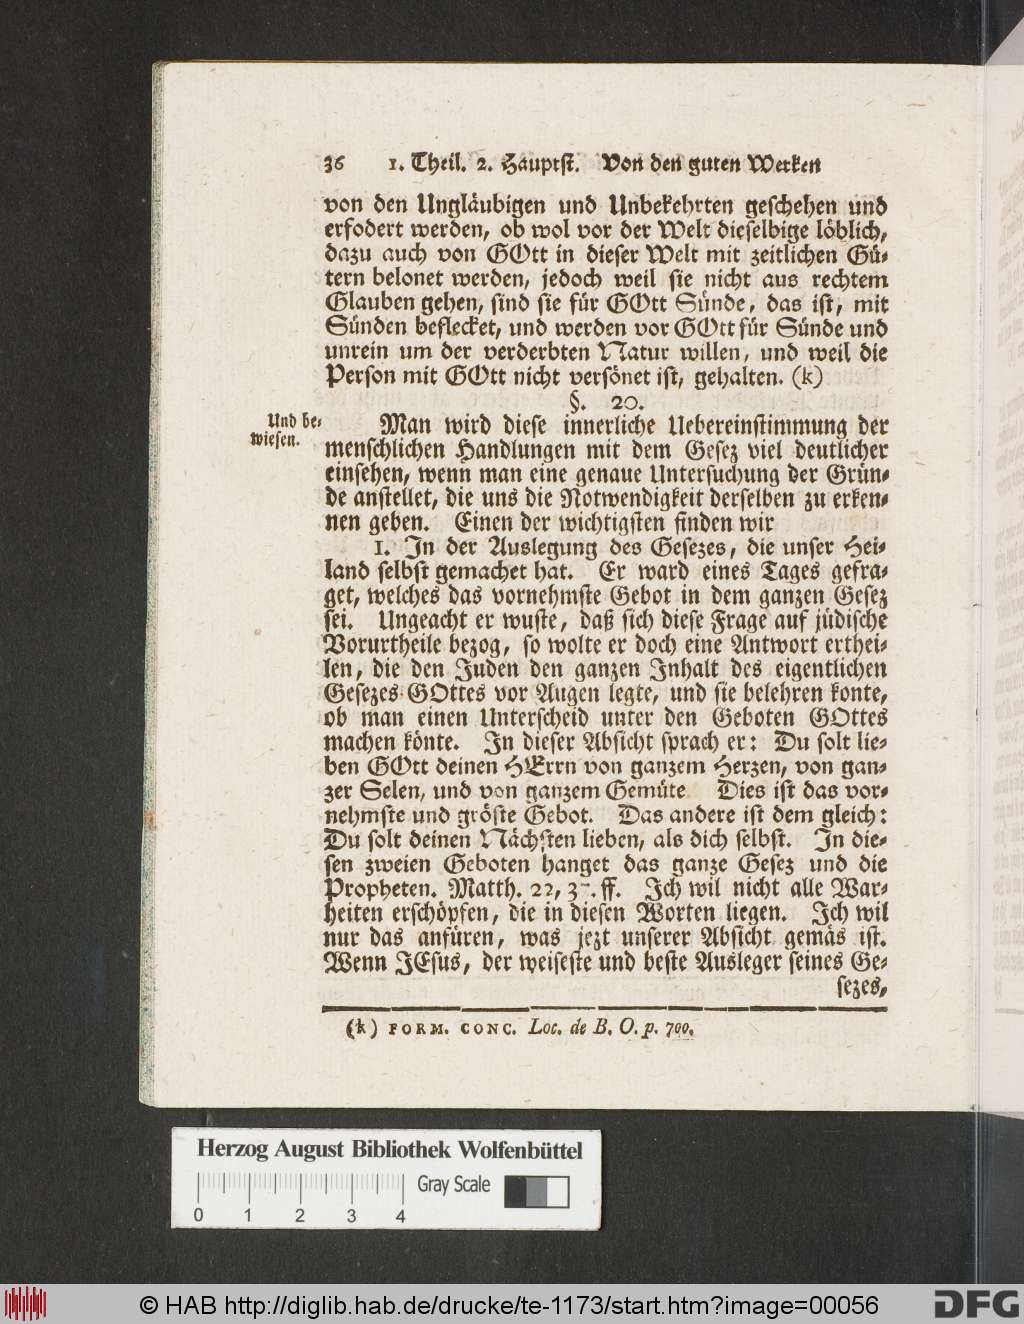 36 1. Theil. 2. Hauptst. Von den guten Werken
von den Ungläubigen und Unbekehrten geschehen und
erfodert werden, ob wol vor der Welt dieselbige löblich,
dazu auch von GOtt in dieser Welt mit zeitlichen Gü-
tern belonet werden, jedoch weil sie nicht aus rechtem
Glauben gehen, sind sie für GOtt Sünde, das ist, mit
Sünden beflecket, und werden vor GOtt für Sünde und
unrein um der verderbten Natur willen, und weil die
Person mit GOtt nicht versönet ist, gehalten. (k)
§. 20.
Und be-
wiesen.
Man wird diese innerliche Uebereinstimmung der
menschlichen Handlungen mit dem Gesez viel deutlicher
einsehen, wenn man eine genaue Untersuchung der Grün-
de anstellet, die uns die Notwendigkeit derselben zu erken-
nen geben. Einen der wichtigsten finden wir
1. In der Auslegung des Gesezes, die unser Hei-
land selbst gemachet hat. Er ward eines Tages gefra-
get, welches das vornehmste Gebot in dem ganzen Gesez
sei. Ungeacht er wuste, daß sich diese Frage auf jüdische
Vorurtheile bezog, so wolte er doch eine Antwort erthei-
len, die den Juden den ganzen Inhalt des eigentlichen
Gesezes GOttes vor Augen legte, und sie belehren konte,
ob man einen Unterscheid unter den Geboten GOttes
machen könte. In dieser Absicht sprach er: Du solt lie-
ben GOtt deinen HErrn von ganzem Herzen, von gan-
zer Selen, und von ganzem Gemüte. Dies ist das vor-
nehmste und gröste Gebot. Das andere ist dem gleich:
Du solt deinen Nächsten lieben, als dich selbst. In die-
sen zweien Geboten hanget das ganze Gesez und die
Propheten. Matth. 22, 37. ff. Ich wil nicht alle War-
heiten erschöpfen, die in diesen Worten liegen. Ich wil
nur das anfüren, was jezt unserer Absicht gemäs ist.
Wenn JEsus, der weiseste und beste Ausleger seines Ge-
sezes,
(k) FORM. CONC. Loc. de B. O. p. 700.
Herzog August Bibliothek Wolfenbüttel
Gray Scale
0 1 2 3 4
© HAB http://diglib.hab.de/drucke/te-1173/start.htm?image=00056
DFG